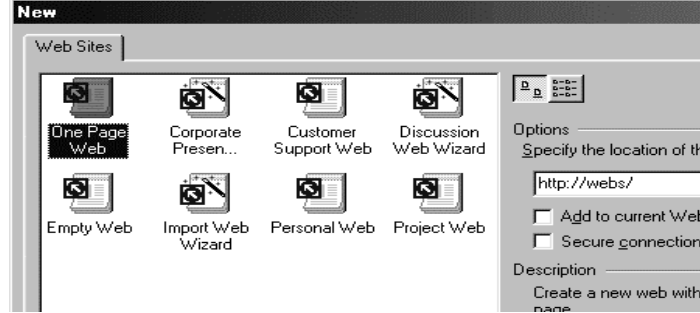 New
Web Sites
One Page Web
Corporate Presen...
Customer Support Web
Discussion Web Wizard
Empty Web
Import Web Wizard
Personal Web
Project Web
Options
Specify the location of th
http://webs/
Add to current Web
Secure connection
Description
Create a new web with
page.